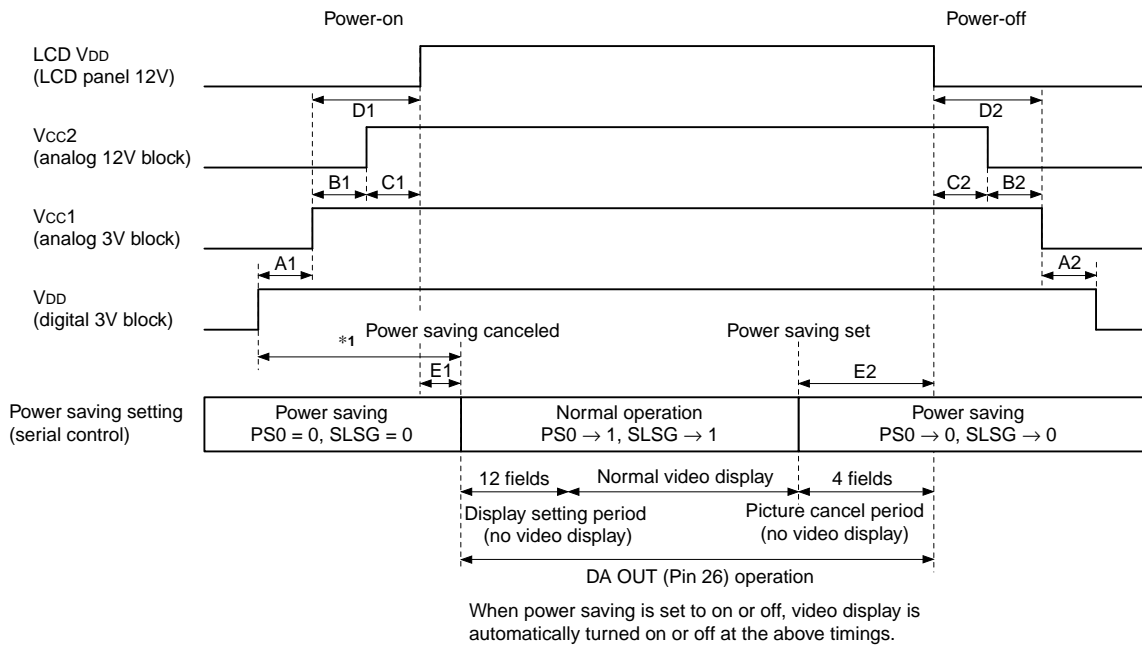 Power-on
Power-off
LCD VDD
(LCD panel 12V)
D1
D2
VCC2
(analog 12V block)
B1
C1
C2
B2
VCC1
(analog 3V block)
A1
A2
VDD
(digital 3V block)
Power saving canceled
Power saving set
*1
E1
E2
Power saving setting
(serial control)
Power saving
PS0 = 0, SLSG = 0
Normal operation
PS0 → 1, SLSG → 1
Power saving
PS0 → 0, SLSG → 0
12 fields
Normal video display
4 fields
Display setting period
(no video display)
Picture cancel period
(no video display)
DA OUT (Pin 26) operation
When power saving is set to on or off, video display is
automatically turned on or off at the above timings.